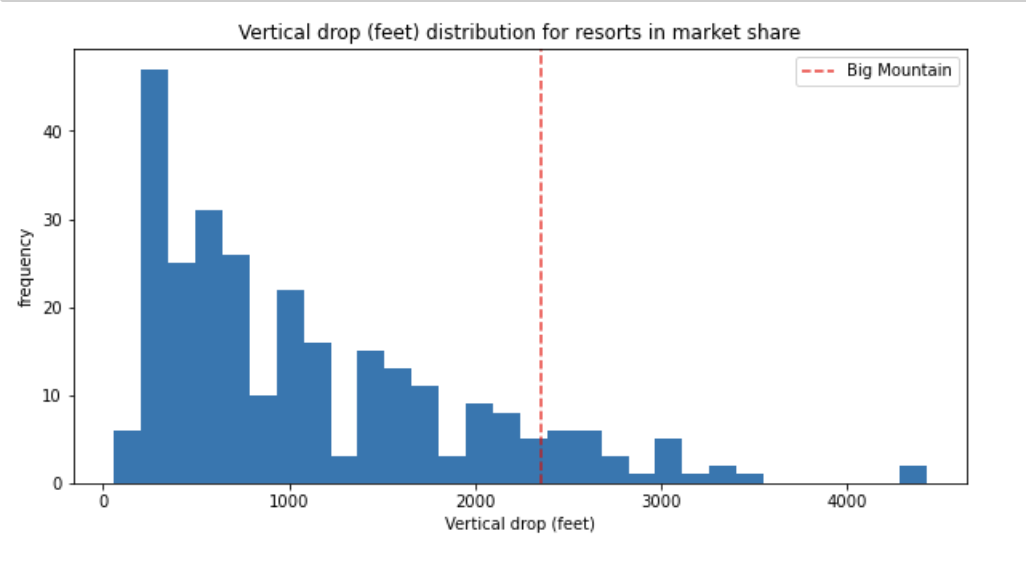 Vertical drop (feet) distribution for resorts in market share
Big Mountain
frequency
40
30
20
10
0
0 1000 2000 3000 4000
Vertical drop (feet)